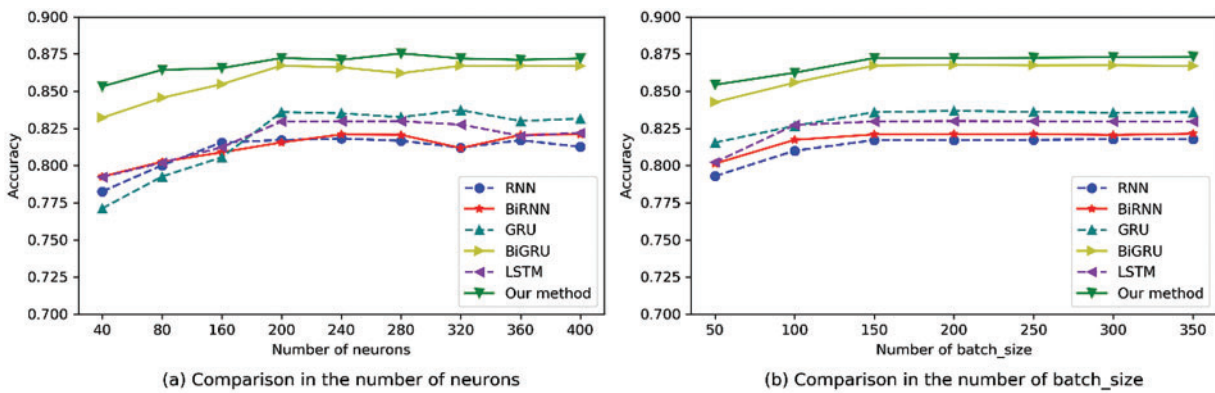 0.900
0.875
0.850
0.825
0.800
0.775
0.750
0.725
0.700
Accuracy
RNN
BiRNN
GRU
BiGRU
LSTM
Our method
40 80 160 200 240 280 320 360 400
Number of neurons
(a) Comparison in the number of neurons
0.900
0.875
0.850
0.825
0.800
0.775
0.750
0.725
0.700
Accuracy
RNN
BiRNN
GRU
BiGRU
LSTM
Our method
50 100 150 200 250 300 350
Number of batch_size
(b) Comparison in the number of batch_size